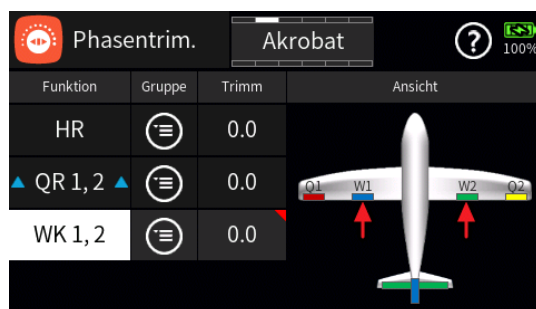 Phasentrim.
Akrobat
?
100%
Funktion Gruppe Trimm Ansicht
HR 0.0
QR 1, 2 0.0
WK 1, 2 0.0
Q1 W1 W2 Q2